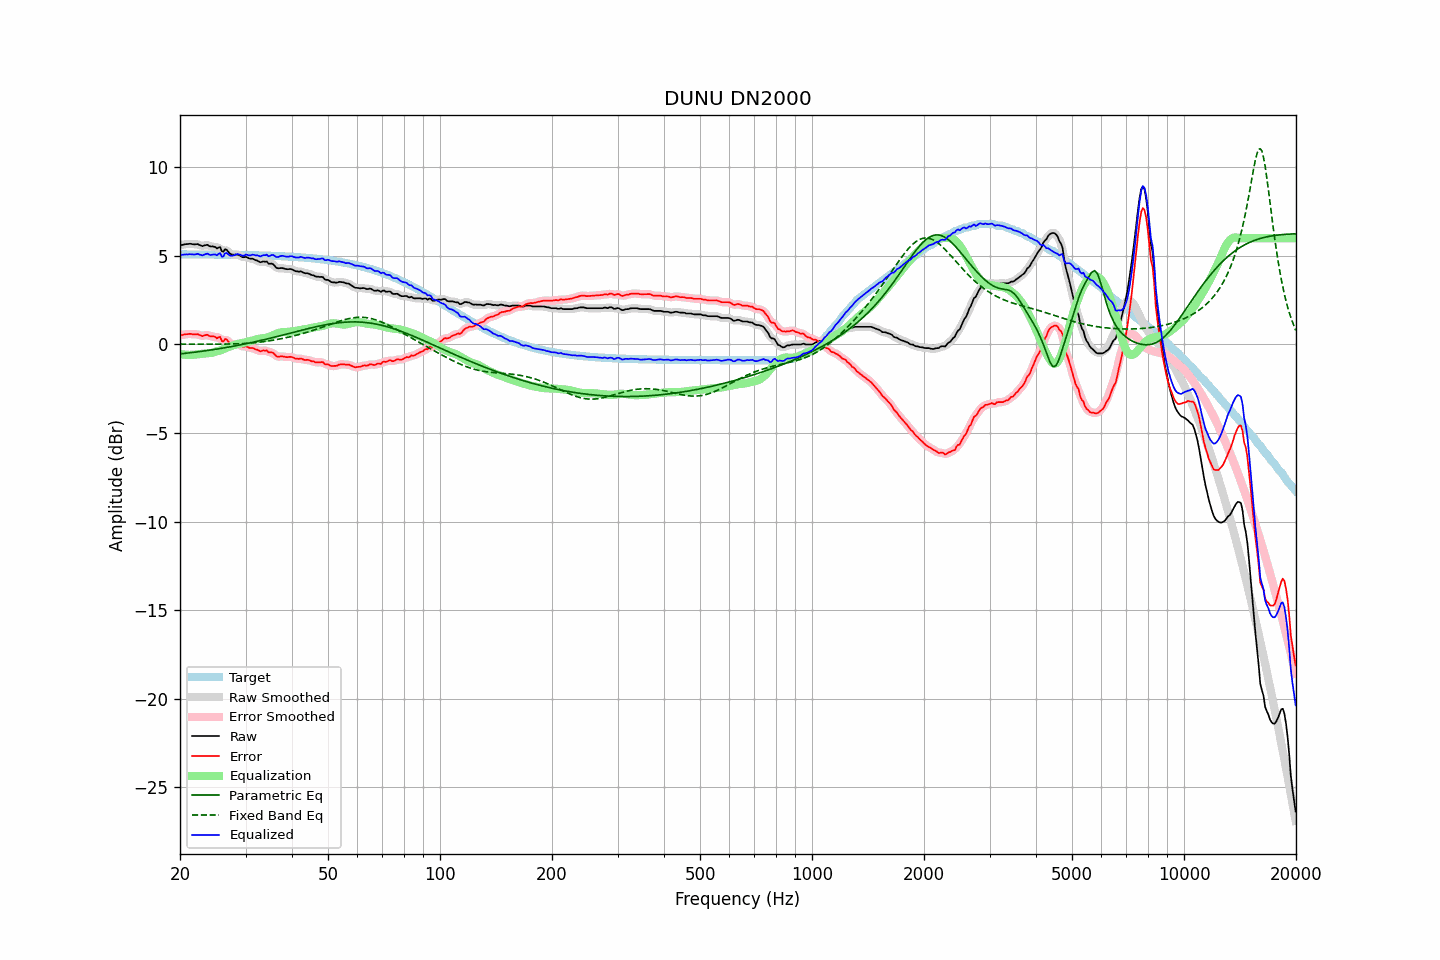 DUNU DN2000
Amplitude (dBr)
10
5
0
−5
−10
−15
−20
−25
Target
Raw Smoothed
Error Smoothed
Raw
Error
Equalization
Parametric Eq
Fixed Band Eq
Equalized
20 50 100 200 500 1000 2000 5000 10000 20000
Frequency (Hz)